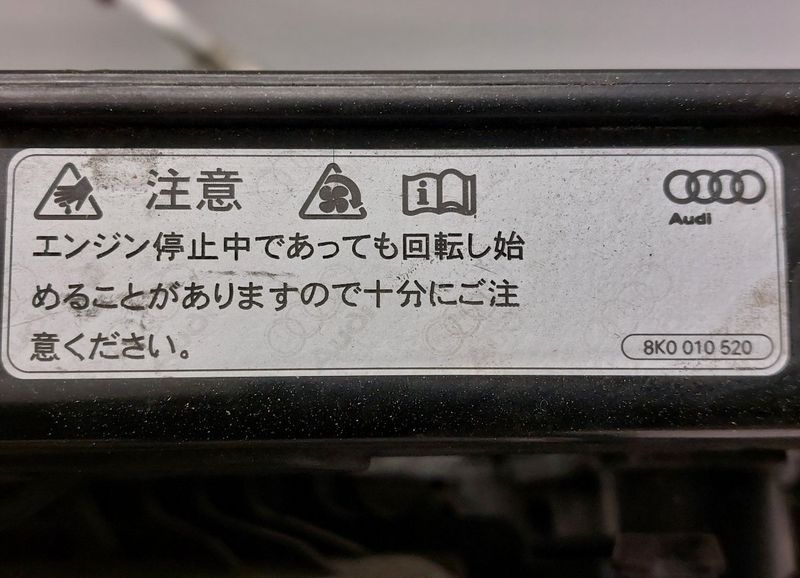 注意
Audi
エンジン停止中であっても回転し始
めることがありますので十分にご注
意ください。
8K0 010 520